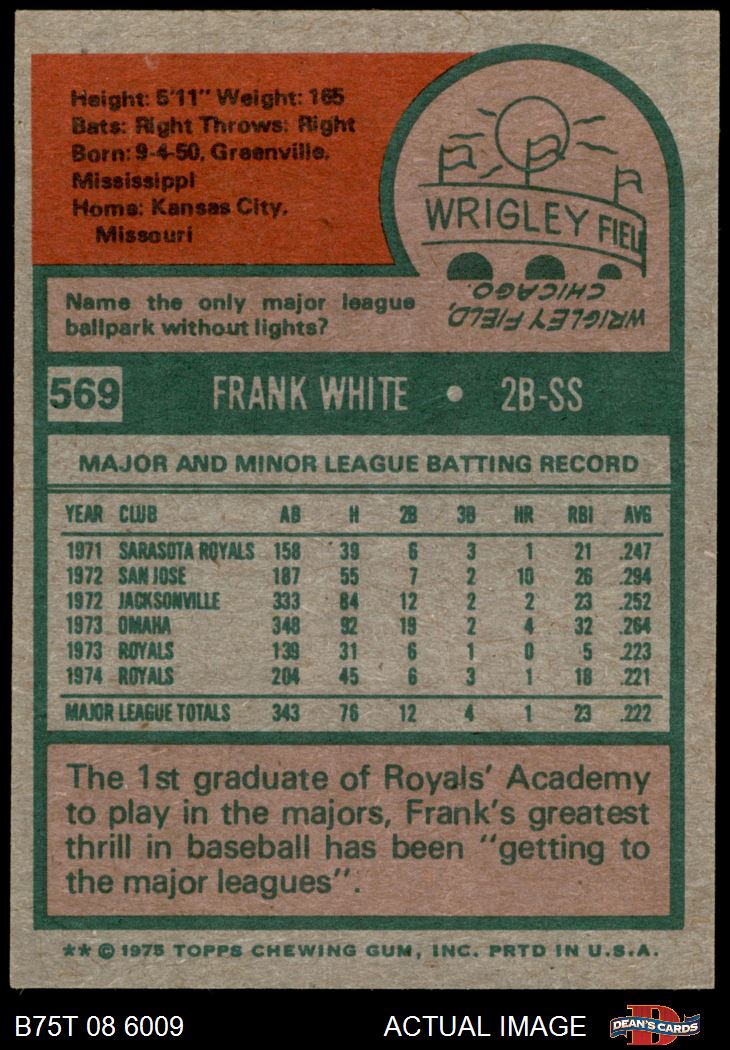 Height: 5'11" Weight: 165
Bats: Right Throws: Right
Born: 9-4-50, Greenville,
Mississippi
Home: Kansas City,
Missouri
WRIGLEY FIEL
WRIGLEY FIELD,
CHICAGO.
Name the only major league
ballpark without lights?
569 FRANK WHITE • 2B-SS
MAJOR AND MINOR LEAGUE BATTING RECORD
YEAR CLUB AB H 2B 3B HR RBI AVG
1971 SARASOTA ROYALS 158 39 6 3 1 21 .247
1972 SAN JOSE 187 55 7 2 10 26 .294
1972 JACKSONVILLE 333 84 12 2 2 23 .252
1973 OMAHA 348 92 19 2 4 32 .264
1973 ROYALS 139 31 6 1 0 5 .223
1974 ROYALS 204 45 6 3 1 18 .221
MAJOR LEAGUE TOTALS 343 76 12 4 1 23 .222
The 1st graduate of Royals' Academy
to play in the majors, Frank's greatest
thrill in baseball has been "getting to
the major leagues".
** © 1975 TOPPS CHEWING GUM, INC. PRTD IN U.S.A.
B75T 08 6009 ACTUAL IMAGE D DEAN'S CARDS